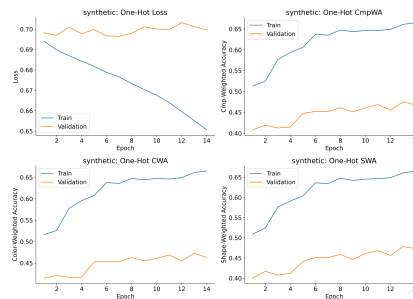 synthetic: One-Hot Loss
0.70
0.69
0.68
0.67
0.66
0.65
Loss
Train
Validation
2 4 6 8 10 12 14
Epoch
synthetic: One-Hot CmpWA
0.65
0.60
0.55
0.50
0.45
0.40
Cmp-Weighted Accuracy
Train
Validation
2 4 6 8 10 12
Epoch
synthetic: One-Hot CWA
0.65
0.60
0.55
0.50
0.45
Color-Weighted Accuracy
Train
Validation
2 4 6 8 10 12 14
Epoch
synthetic: One-Hot SWA
0.65
0.60
0.55
0.50
0.45
0.40
Shape-Weighted Accuracy
Train
Validation
2 4 6 8 10 12
Epoch